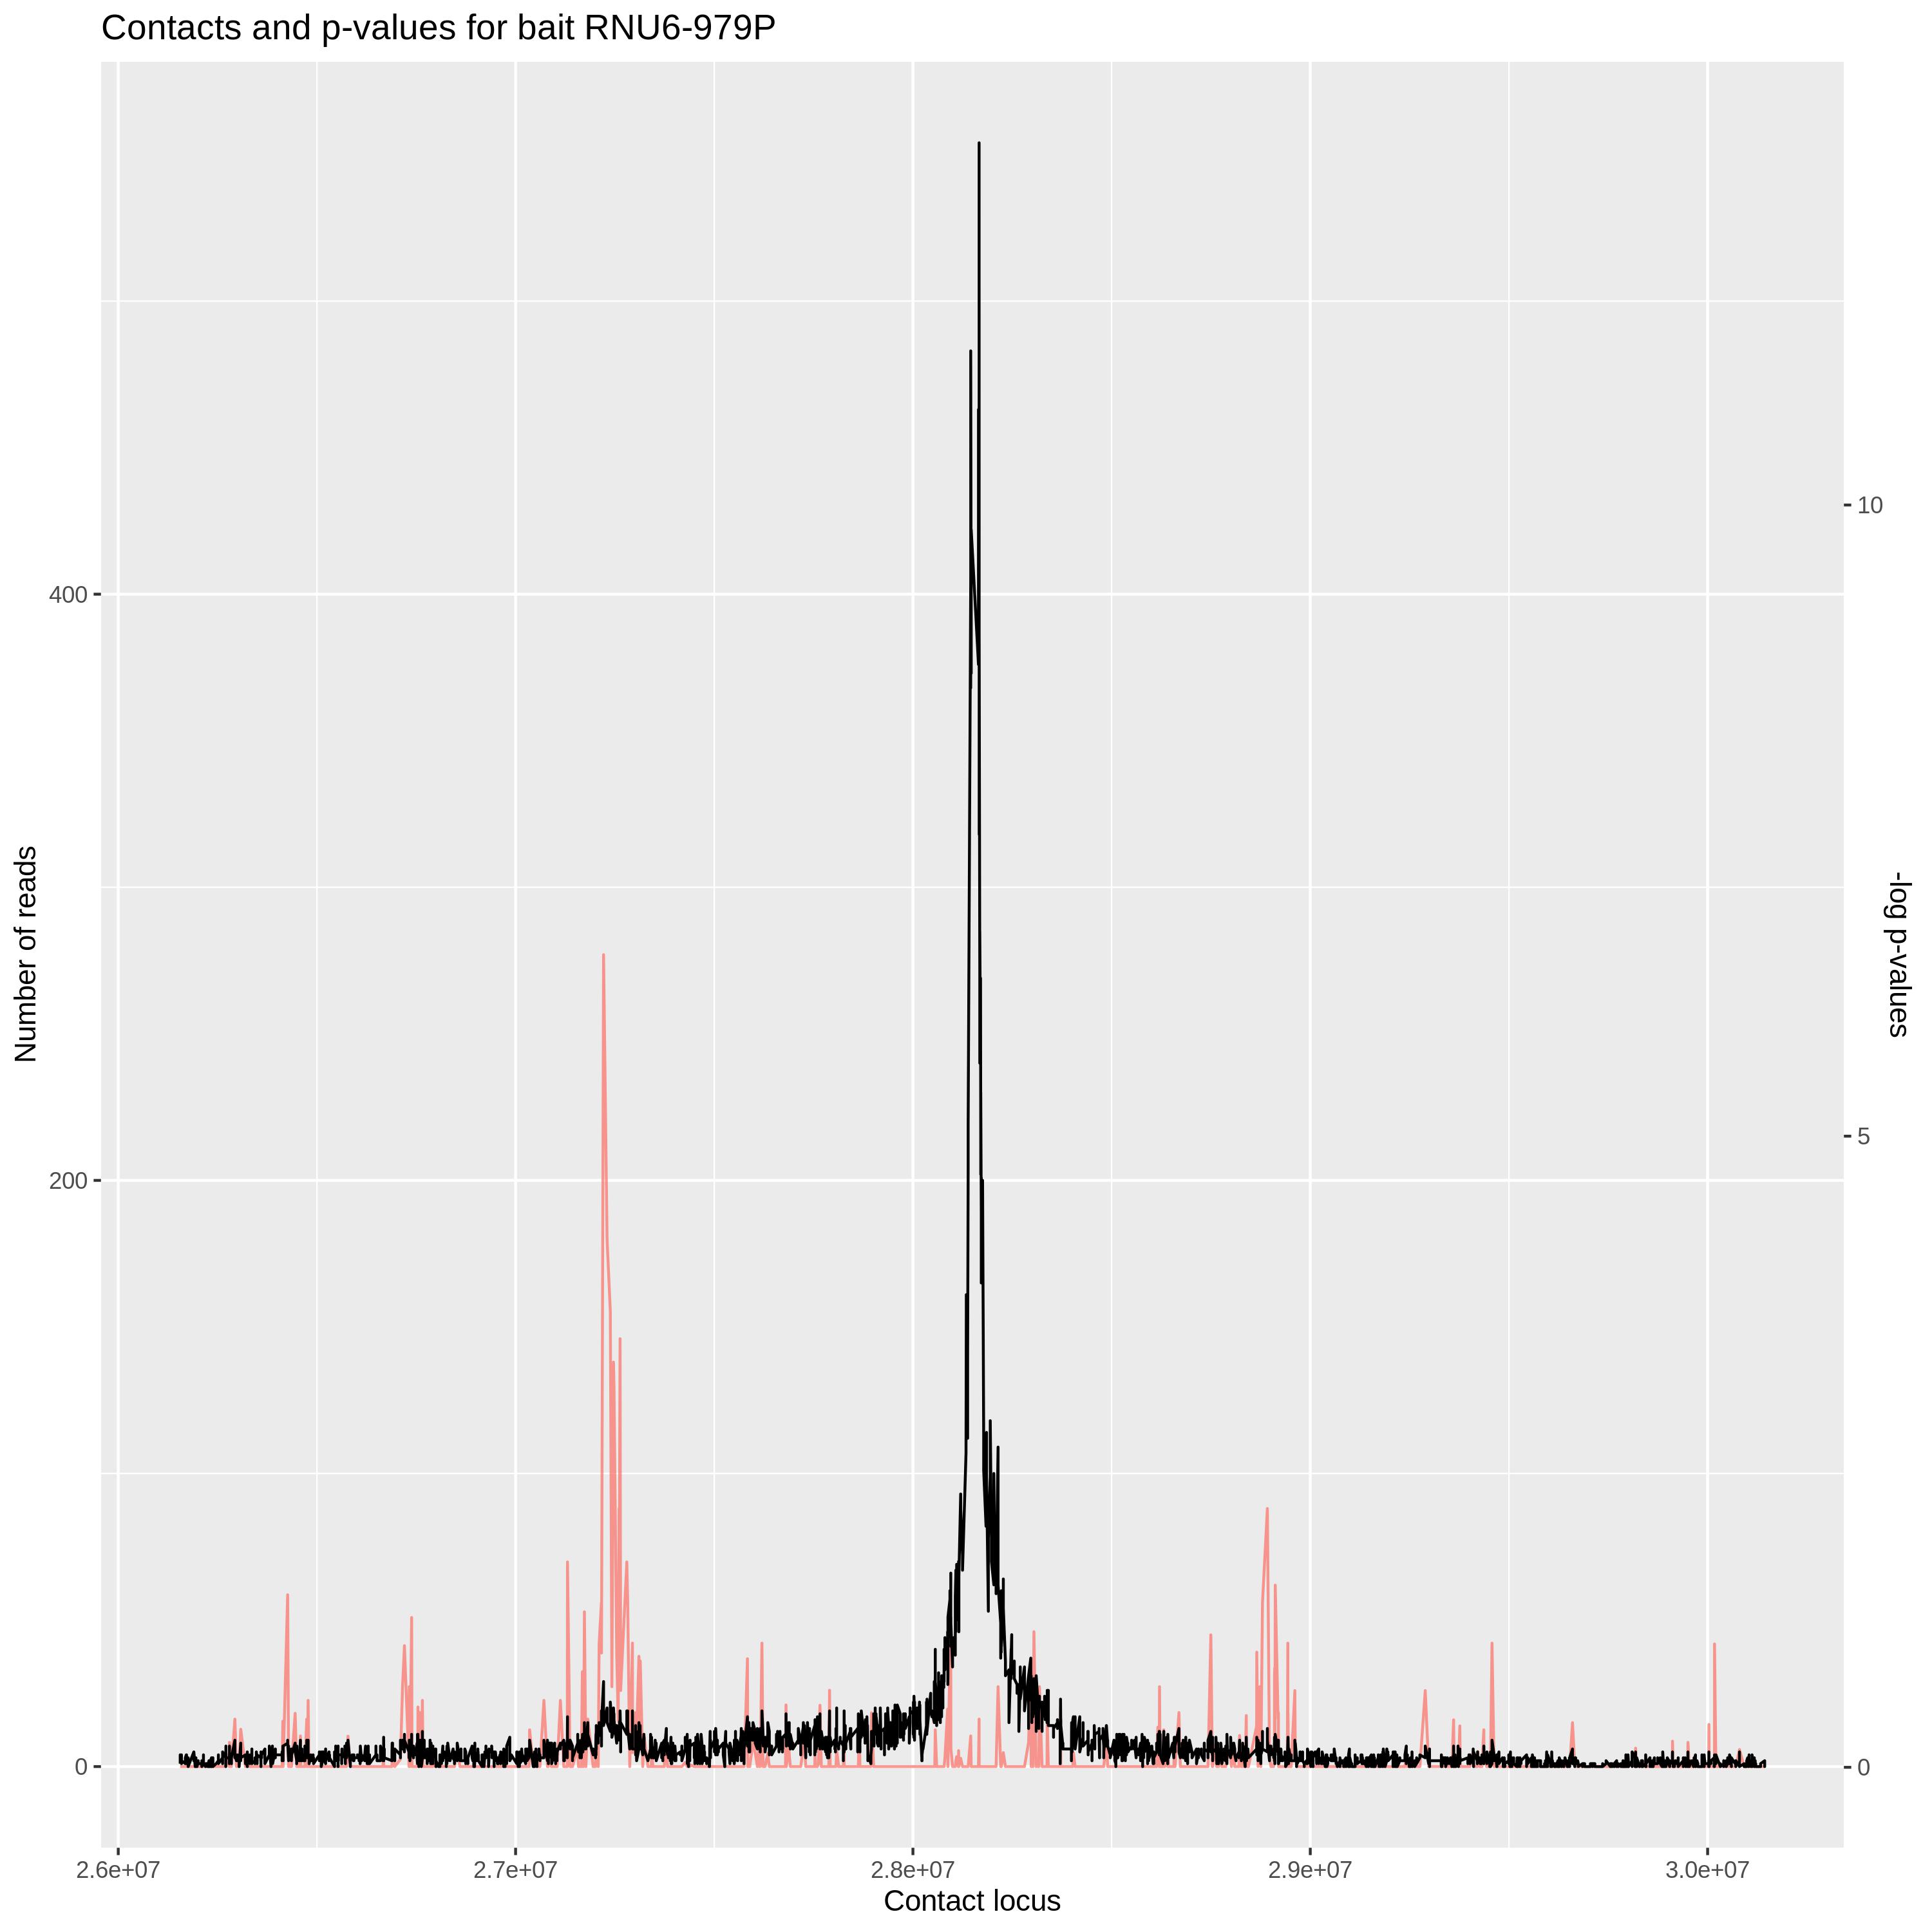 Contacts and p-values for bait RNU6-979P
Number of reads
400
200
0
10
5
0
-log p-values
2.6e+07
2.7e+07
2.8e+07
2.9e+07
3.0e+07
Contact locus